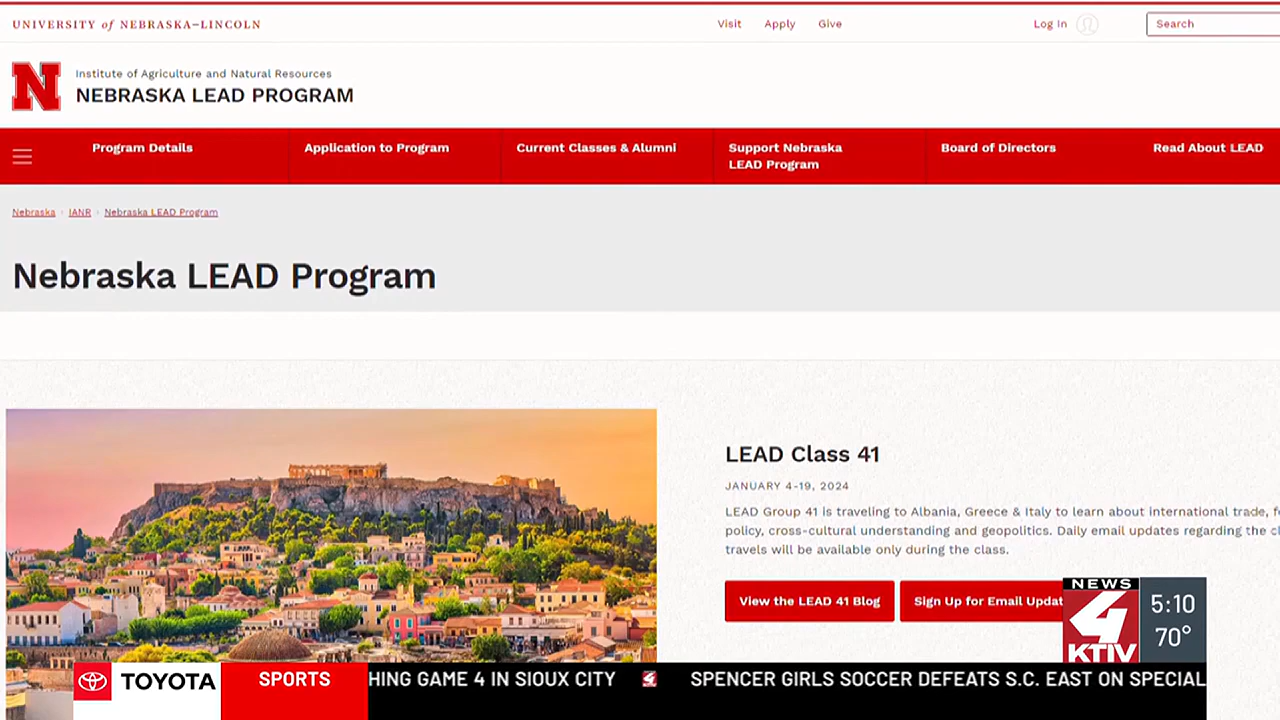 UNIVERSITY of NEBRASKA–LINCOLN
Visit Apply Give
Log In
Search
N
Institute of Agriculture and Natural Resources
NEBRASKA LEAD PROGRAM
Program Details
Application to Program
Current Classes & Alumni
Support Nebraska
LEAD Program
Board of Directors
Read About LEAD
Nebraska › IANR › Nebraska LEAD Program
Nebraska LEAD Program
LEAD Class 41
JANUARY 4-19, 2024
LEAD Group 41 is traveling to Albania, Greece & Italy to learn about international trade,
policy, cross-cultural understanding and geopolitics. Daily email updates regarding the
travels will be available only during the class.
View the LEAD 41 Blog
Sign Up for Email Updat
NEWS
4
KTIV
5:10
70°
TOYOTA
SPORTS
HING GAME 4 IN SIOUX CITY
4
SPENCER GIRLS SOCCER DEFEATS S.C. EAST ON SPECIAL